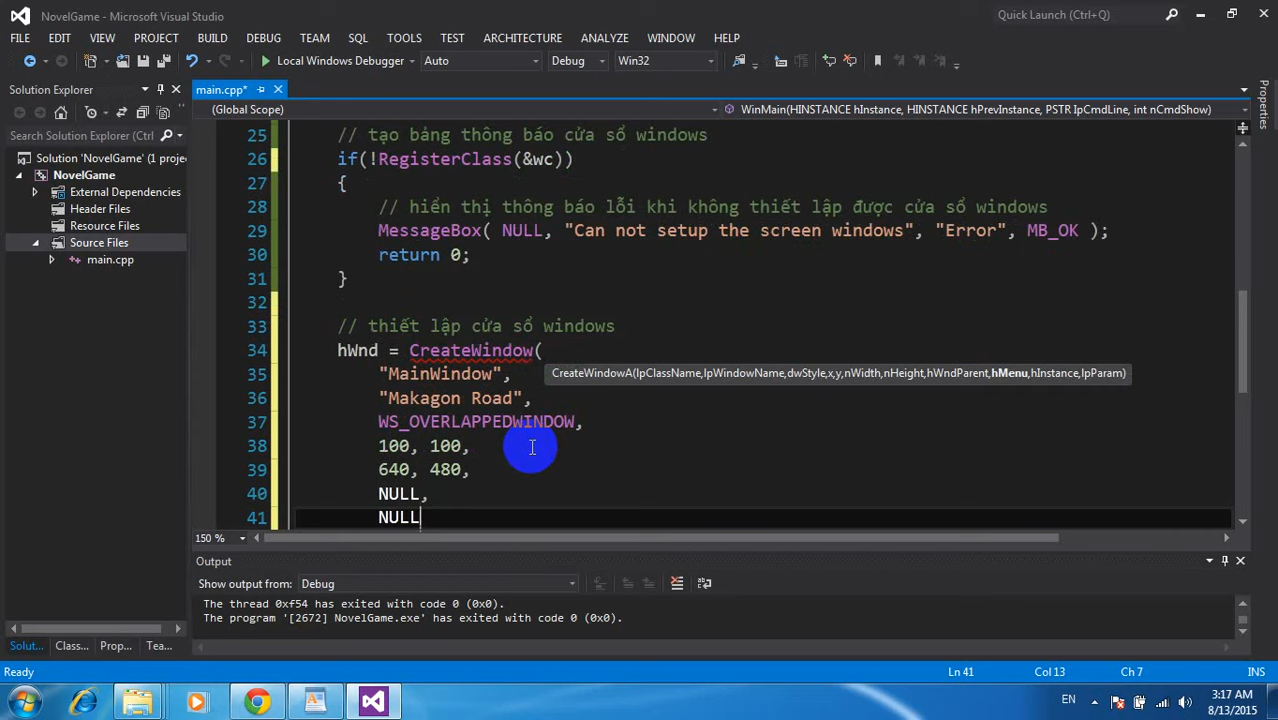 NovelGame - Microsoft Visual Studio
Quick Launch (Ctrl+Q)
FILE EDIT VIEW PROJECT BUILD DEBUG TEAM SQL TOOLS TEST ARCHITECTURE ANALYZE WINDOW HELP
Local Windows Debugger Auto Debug Win32
Solution Explorer
main.cpp*
Properties
(Global Scope)
WinMain(HINSTANCE hInstance, HINSTANCE hPrevInstance, PSTR lpCmdLine, int nCmdShow)
Search Solution Explorer (Ctrl
Solution 'NovelGame' (1 proje
NovelGame
External Dependencies
Header Files
Resource Files
Source Files
main.cpp
25 // tạo bảng thông báo cửa sổ windows
26 if(!RegisterClass(&wc))
27 {
28 // hiển thị thông báo lỗi khi không thiết lập được cửa sổ windows
29 MessageBox( NULL, "Can not setup the screen windows", "Error", MB_OK );
30 return 0;
31 }
32
33 // thiết lập cửa sổ windows
34 hWnd = CreateWindow(
35 "MainWindow",
CreateWindowA(lpClassName,lpWindowName,dwStyle,x,y,nWidth,nHeight,hWndParent,hMenu,hInstance,lpParam)
36 "Makagon Road",
37 WS_OVERLAPPEDWINDOW,
38 100, 100,
39 640, 480,
40 NULL,
41 NULL
150 %
Output
Show output from: Debug
The thread 0xf54 has exited with code 0 (0x0).
The program '[2672] NovelGame.exe' has exited with code 0 (0x0).
Solut... Class... Prop... Tea...
Ready
Ln 41 Col 13 Ch 7 INS
EN
3:17 AM
8/13/2015